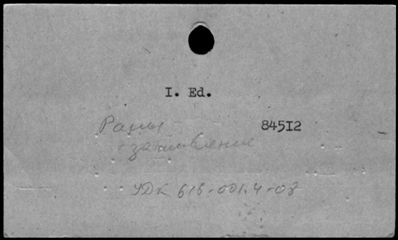 I. Ed.
Раны 84512
- заживление
УДК 616-001.4-08